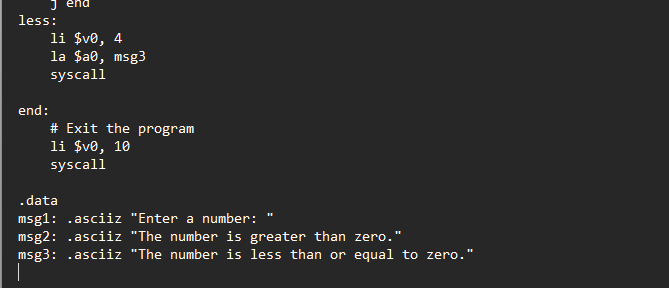 j end
less:
    li $v0, 4
    la $a0, msg3
    syscall

end:
    # Exit the program
    li $v0, 10
    syscall

.data
msg1: .asciiz "Enter a number: "
msg2: .asciiz "The number is greater than zero."
msg3: .asciiz "The number is less than or equal to zero."